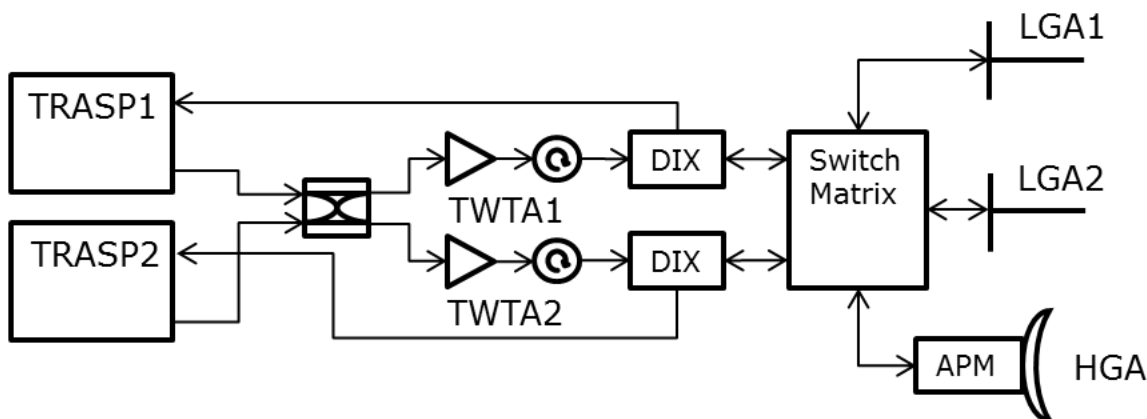 LGA1
TRASP1
DIX
Switch
Matrix
TWTA1
LGA2
TRASP2
DIX
TWTA2
APM
HGA